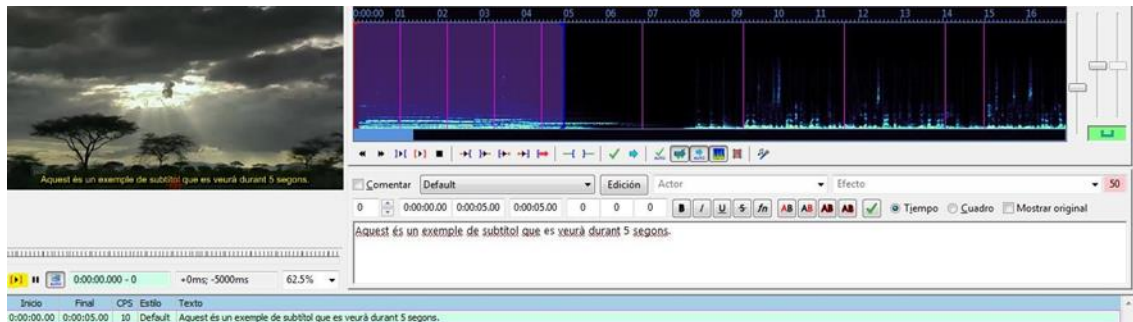 0:00:00 01 02 03 04 05 06 07 08 09 10 11 12 13 14 15 16
Aquest és un exemple de subtítol que es veurà durant 5 segons.
Comentar Default Edición Actor Efecto 50
0 0:00:00.00 0:00:05.00 0:00:05.00 0 0 0 B I U S fn AB AB AB AB Tiempo Cuadro Mostrar original
Aquest és un exemple de subtítol que es veurà durant 5 segons.
0:00:00.000 - 0 +0ms; -5000ms 62.5%
Inicio Final CPS Estilo Texto
0:00:00.00 0:00:05.00 10 Default Aquest és un exemple de subtítol que es veurà durant 5 segons.